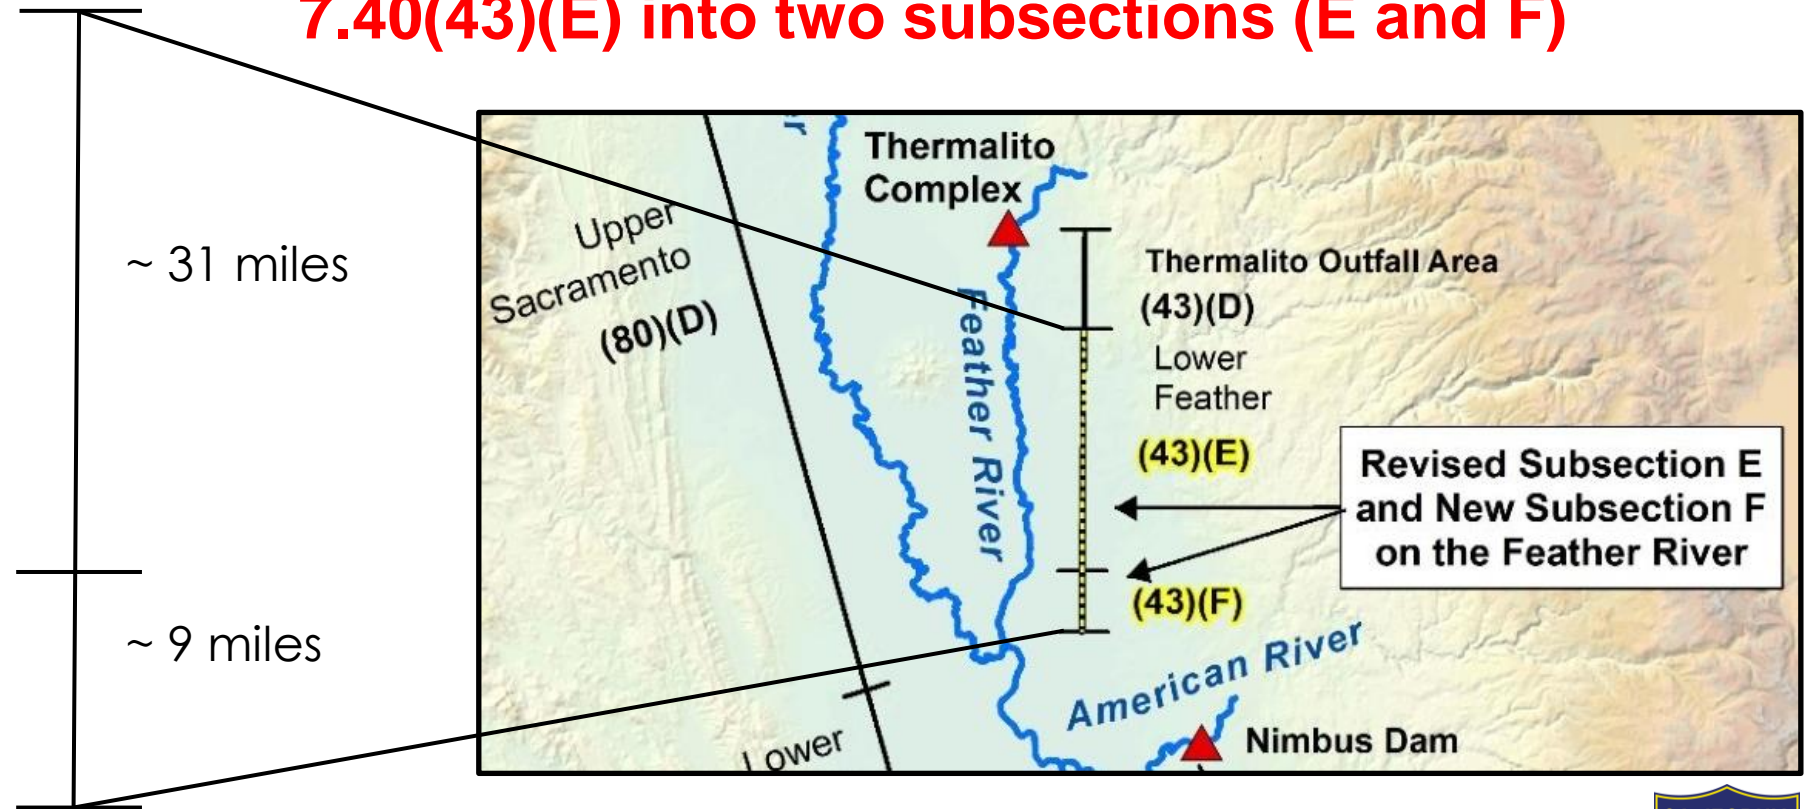 7.40(43)(E) into two subsections (E and F)
~ 31 miles
~ 9 miles
Thermalito
Complex
Upper
Sacramento
(80)(D)
Feather River
Thermalito Outfall Area
(43)(D)
Lower
Feather
(43)(E)
Revised Subsection E
and New Subsection F
on the Feather River
(43)(F)
American River
Nimbus Dam
Lower